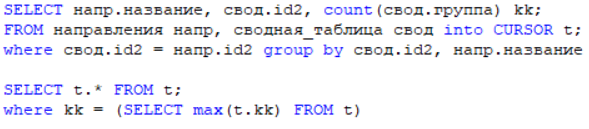 SELECT напр.название, свод.id2, count(свод.группа) kk;
FROM направления напр, сводная_таблица свод into CURSOR t;
where свод.id2 = напр.id2 group by свод.id2, напр.название
SELECT t.* FROM t;
where kk = (SELECT max(t.kk) FROM t)